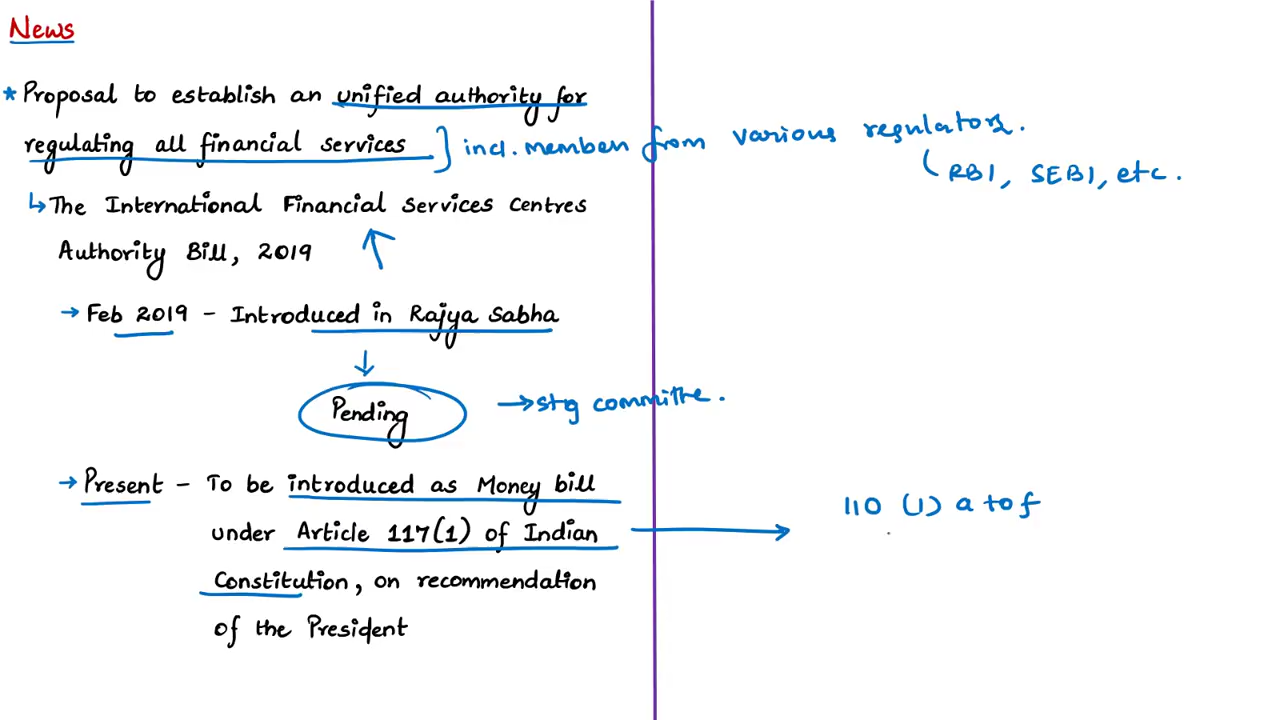 News
* Proposal to establish an unified authority for
regulating all financial services } incl. members from various regulators.
( RBI, SEBI, etc.
↳ The International Financial Services Centres
Authority Bill, 2019 ↑
→ Feb 2019 - Introduced in Rajya Sabha
↓
Pending → stg committe.
→ Present - To be introduced as Money bill
110 (1) a to f
under Article 117(1) of Indian →
Constitution, on recommendation
of the President